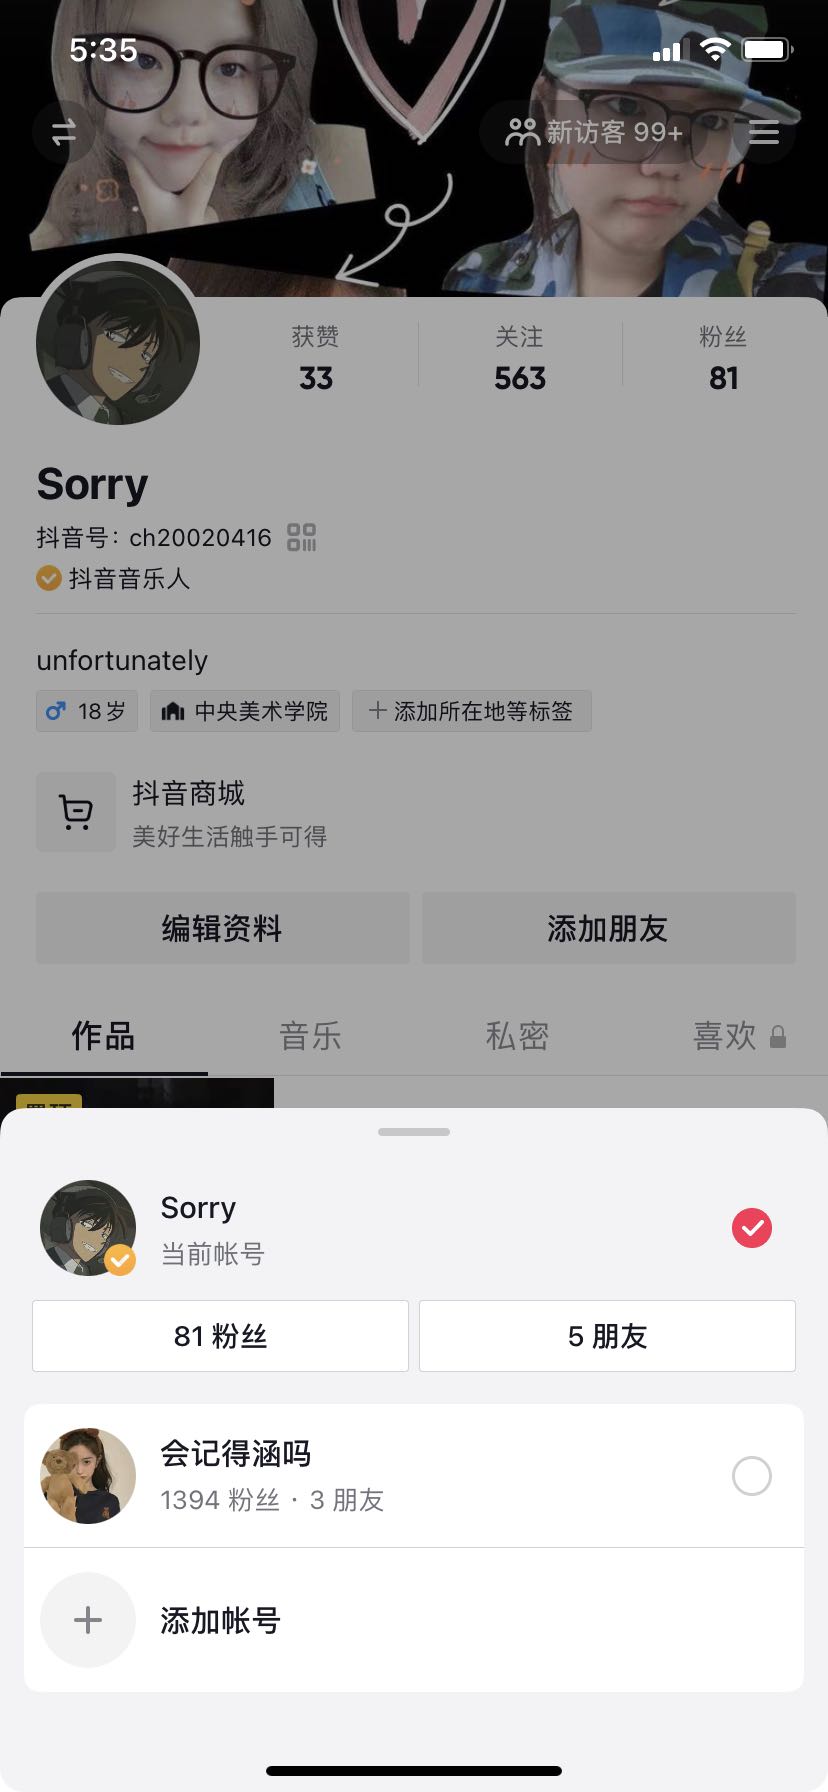 5:35
新访客 99+
获赞
33
关注
563
粉丝
81
Sorry
抖音号：ch20020416
抖音音乐人
unfortunately
18岁
中央美术学院
添加所在地等标签
抖音商城
美好生活触手可得
编辑资料
添加朋友
作品
音乐
私密
喜欢
Sorry
当前帐号
81 粉丝
5 朋友
会记得涵吗
1394 粉丝 · 3 朋友
添加帐号